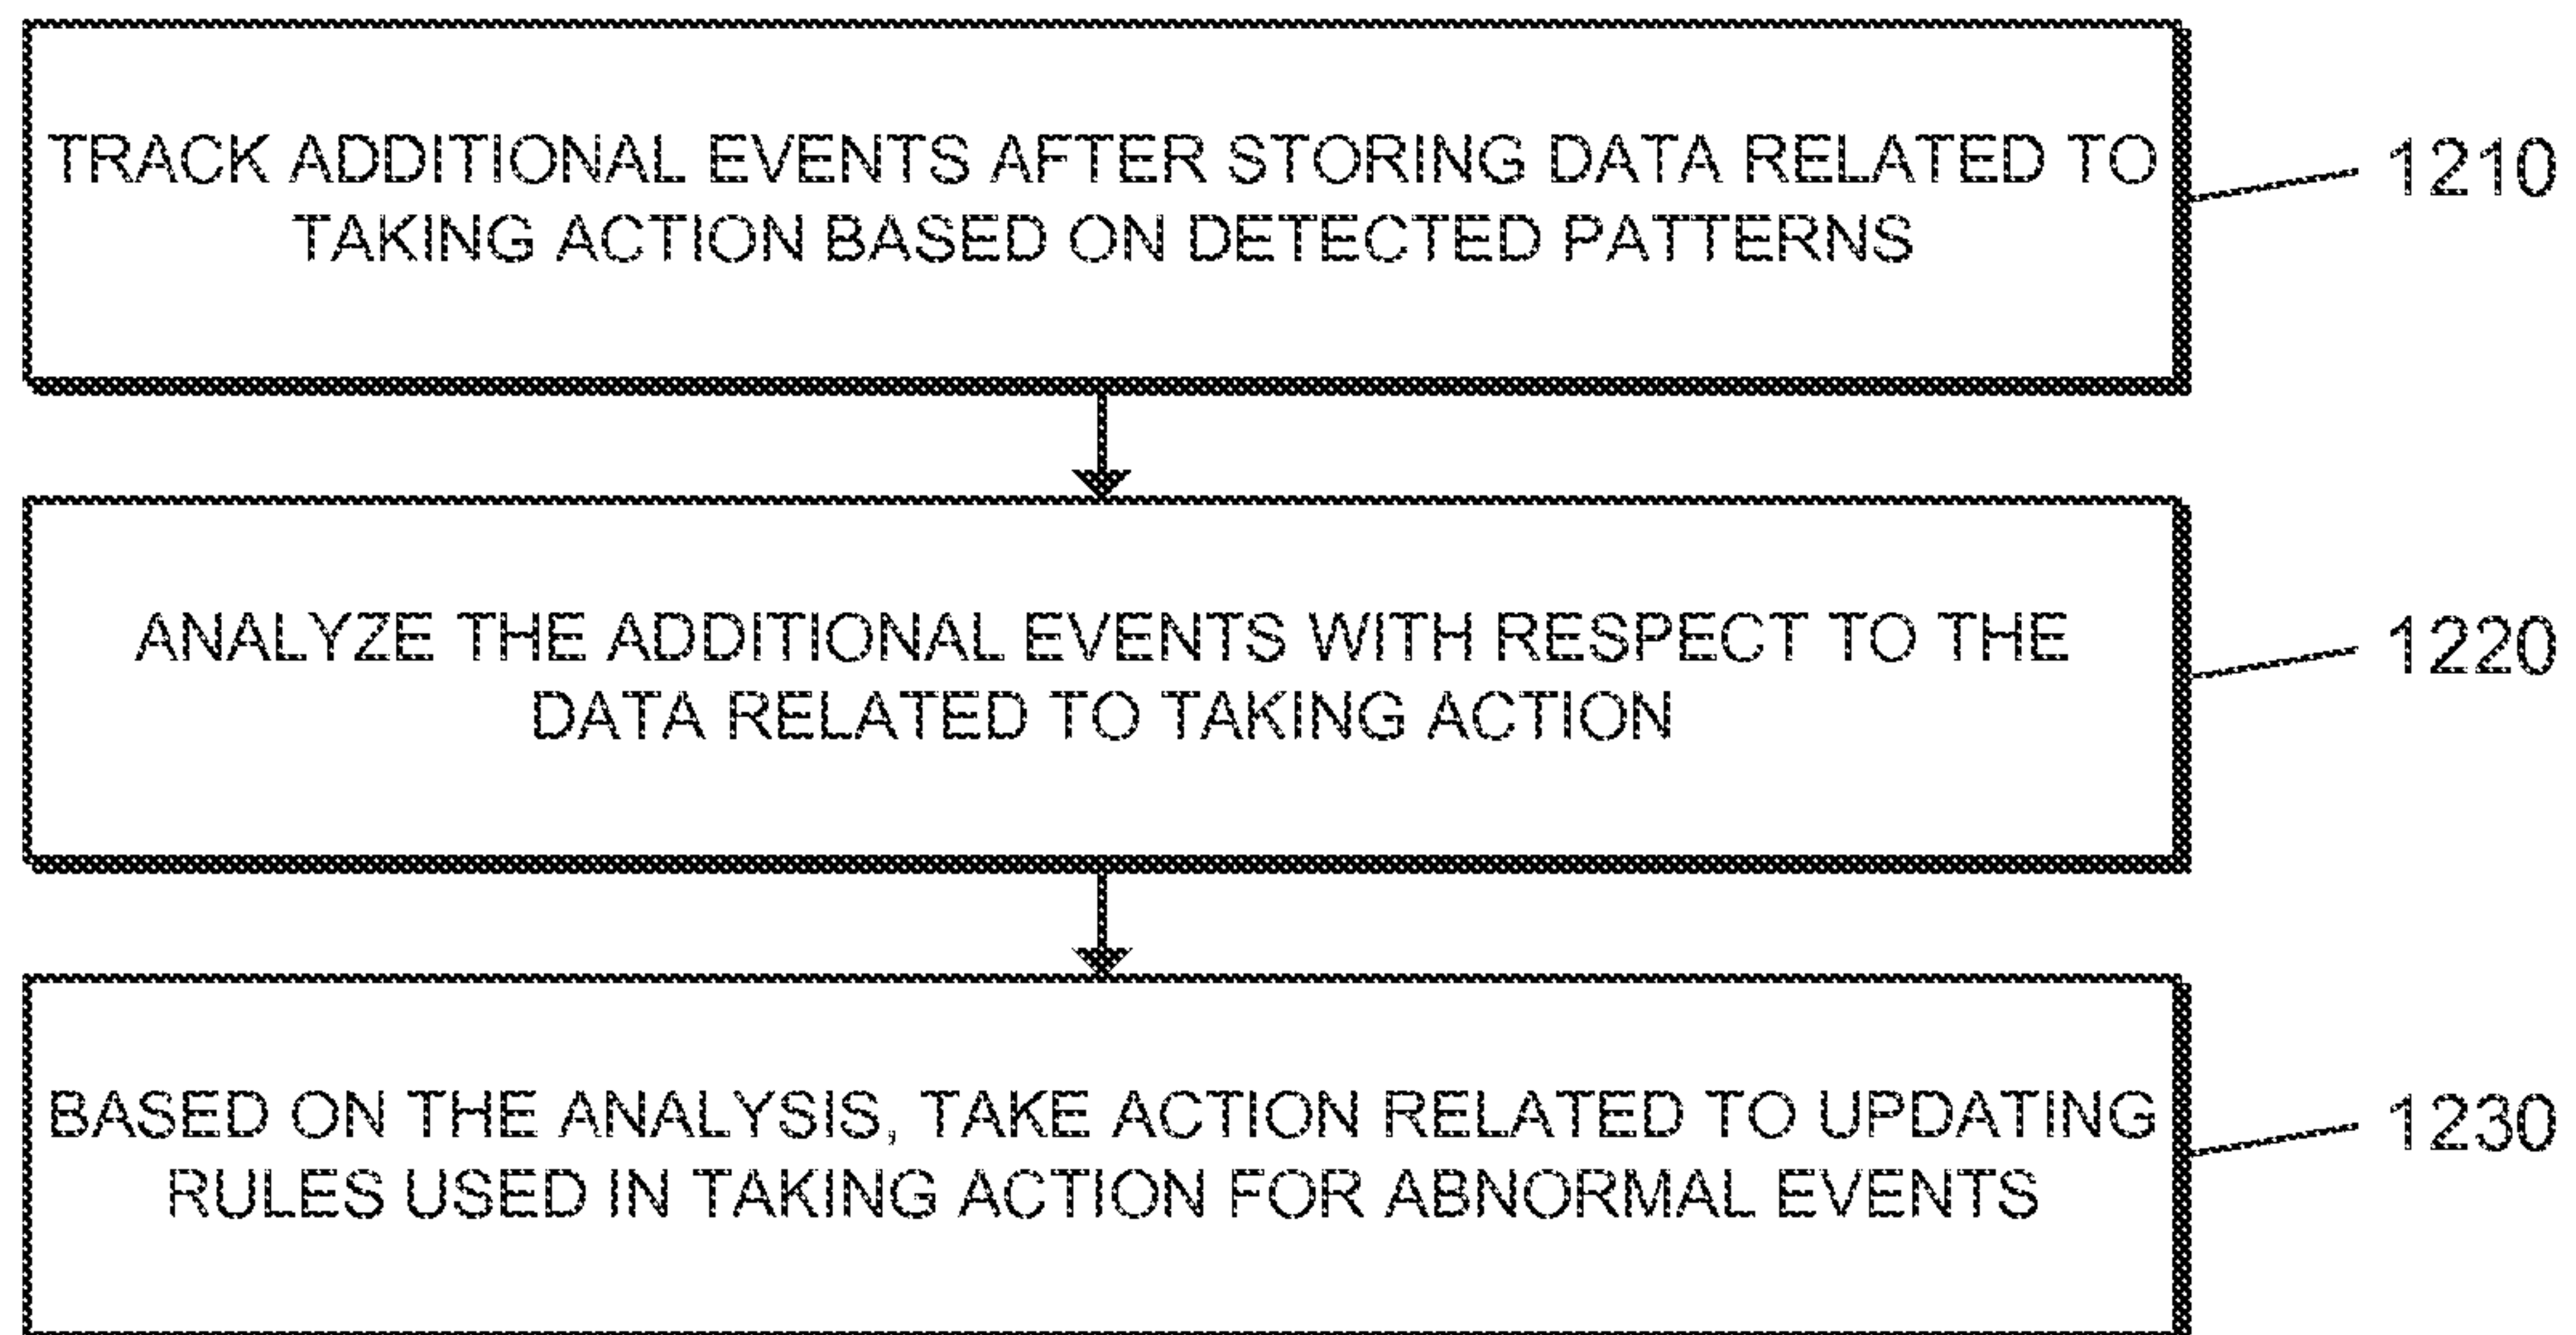 TRACK ADDITIONAL EVENTS AFTER STORING DATA RELATED TO
TAKING ACTION BASED ON DETECTED PATTERNS
1210
ANALYZE THE ADDITIONAL EVENTS WITH RESPECT TO THE
DATA RELATED TO TAKING ACTION
1220
BASED ON THE ANALYSIS, TAKE ACTION RELATED TO UPDATING
RULES USED IN TAKING ACTION FOR ABNORMAL EVENTS
1230